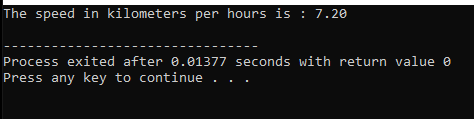 The speed in kilometers per hours is : 7.20
--------------------------------
Process exited after 0.01377 seconds with return value 0
Press any key to continue . . .